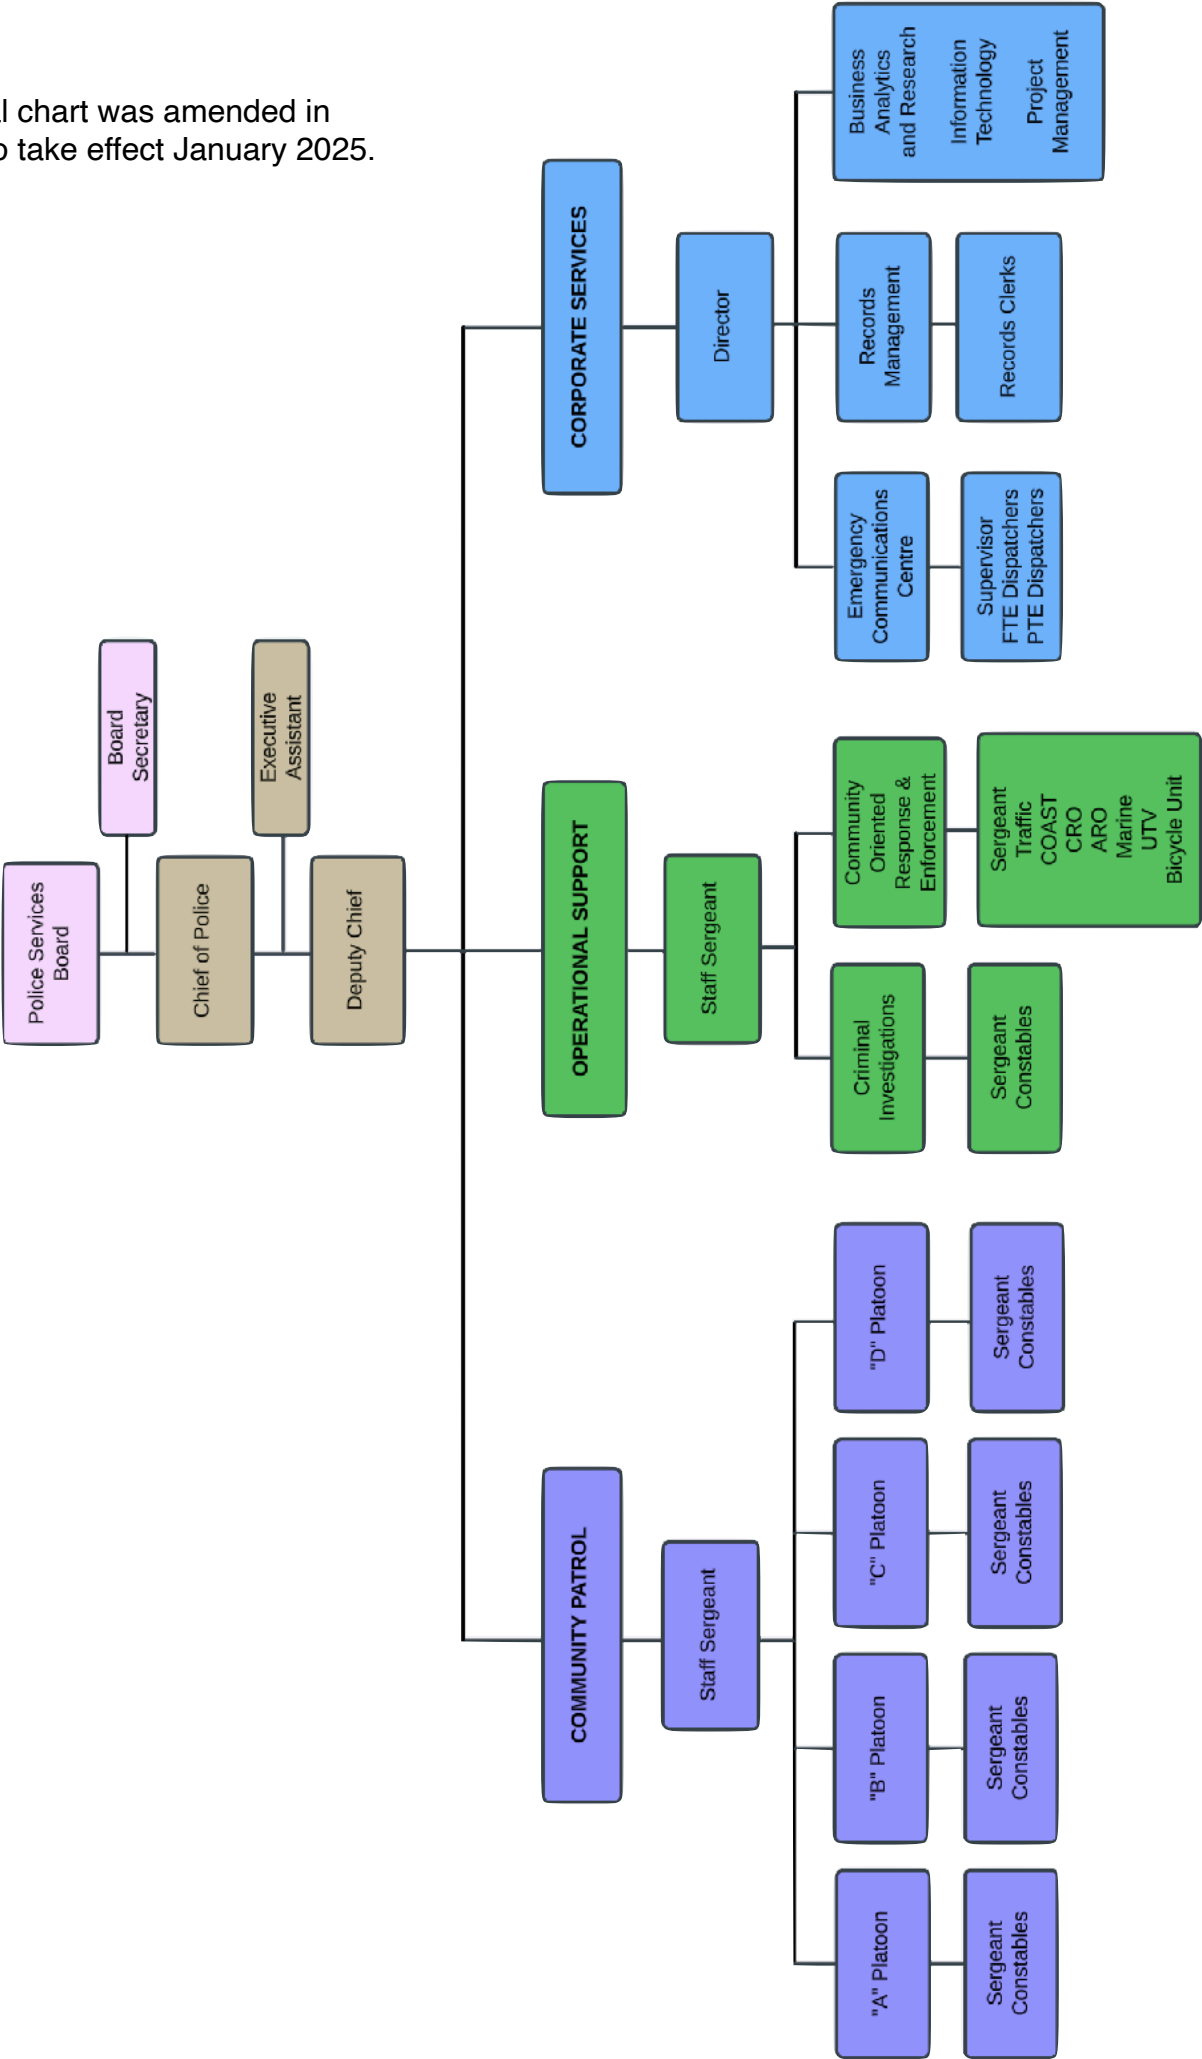 l chart was amended in
o take effect January 2025.
Police Services
Board
Board
Secretary
Chief of Police
Executive
Assistant
Deputy Chief
COMMUNITY PATROL
Staff Sergeant
"A" Platoon
Sergeant
Constables
"B" Platoon
Sergeant
Constables
"C" Platoon
Sergeant
Constables
"D" Platoon
Sergeant
Constables
OPERATIONAL SUPPORT
Staff Sergeant
Criminal
Investigations
Sergeant
Constables
Community
Oriented
Response &
Enforcement
Sergeant
Traffic
COAST
CRO
ARO
Marine
UTV
Bicycle Unit
CORPORATE SERVICES
Director
Emergency
Communications
Centre
Supervisor
FTE Dispatchers
PTE Dispatchers
Records
Management
Records Clerks
Business
Analytics
and Research
Information
Technology
Project
Management